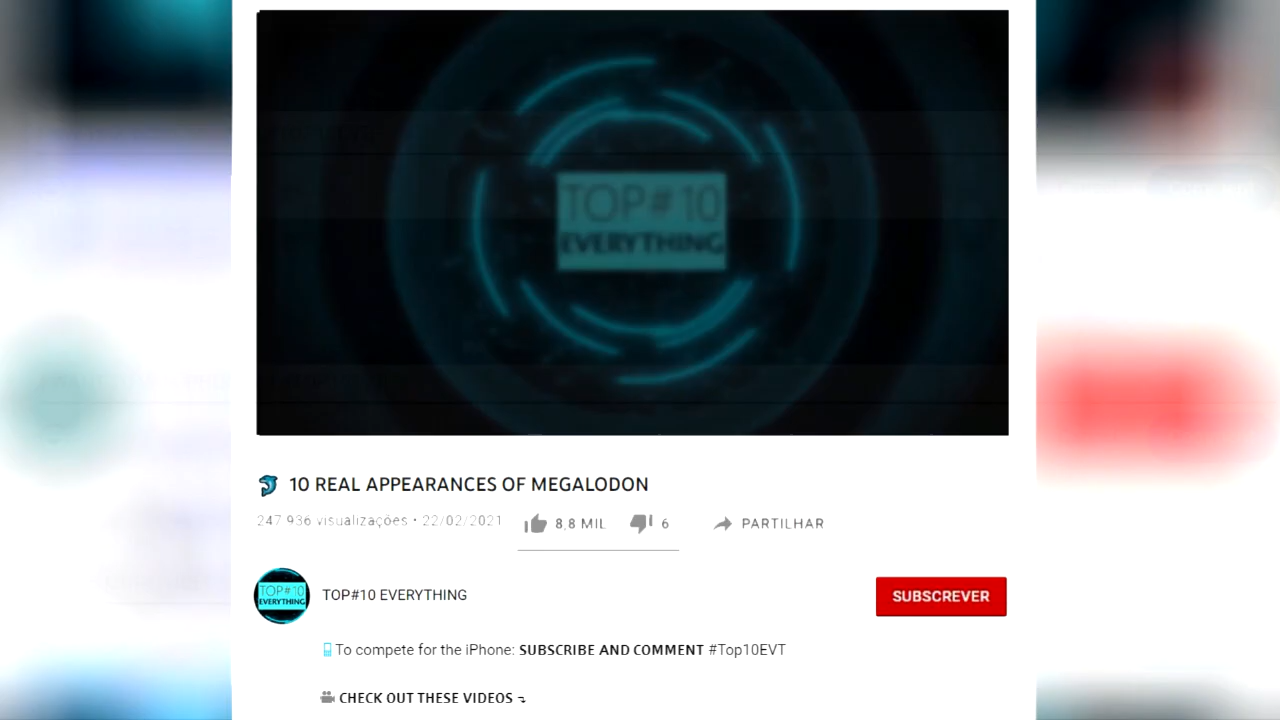 TOP#10
EVERYTHING
10 REAL APPEARANCES OF MEGALODON
247 936 visualizações • 22/02/2021
8,8 MIL
6
PARTILHAR
TOP#10
EVERYTHING
TOP#10 EVERYTHING
SUBSCREVER
To compete for the iPhone: SUBSCRIBE AND COMMENT #Top10EVT
CHECK OUT THESE VIDEOS